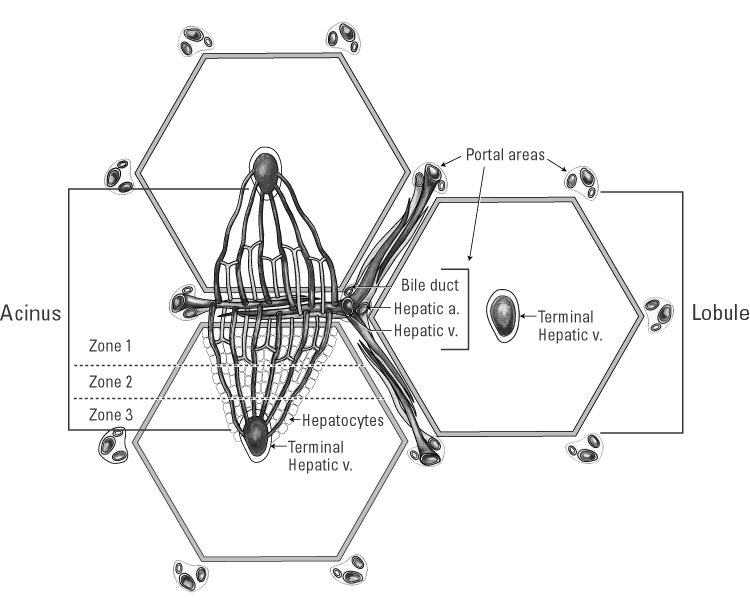 Portal areas
Bile duct
Hepatic a.
Hepatic v.
Acinus
Lobule
Terminal
Hepatic v.
Zone 1
Zone 2
Zone 3
Hepatocytes
Terminal
Hepatic v.